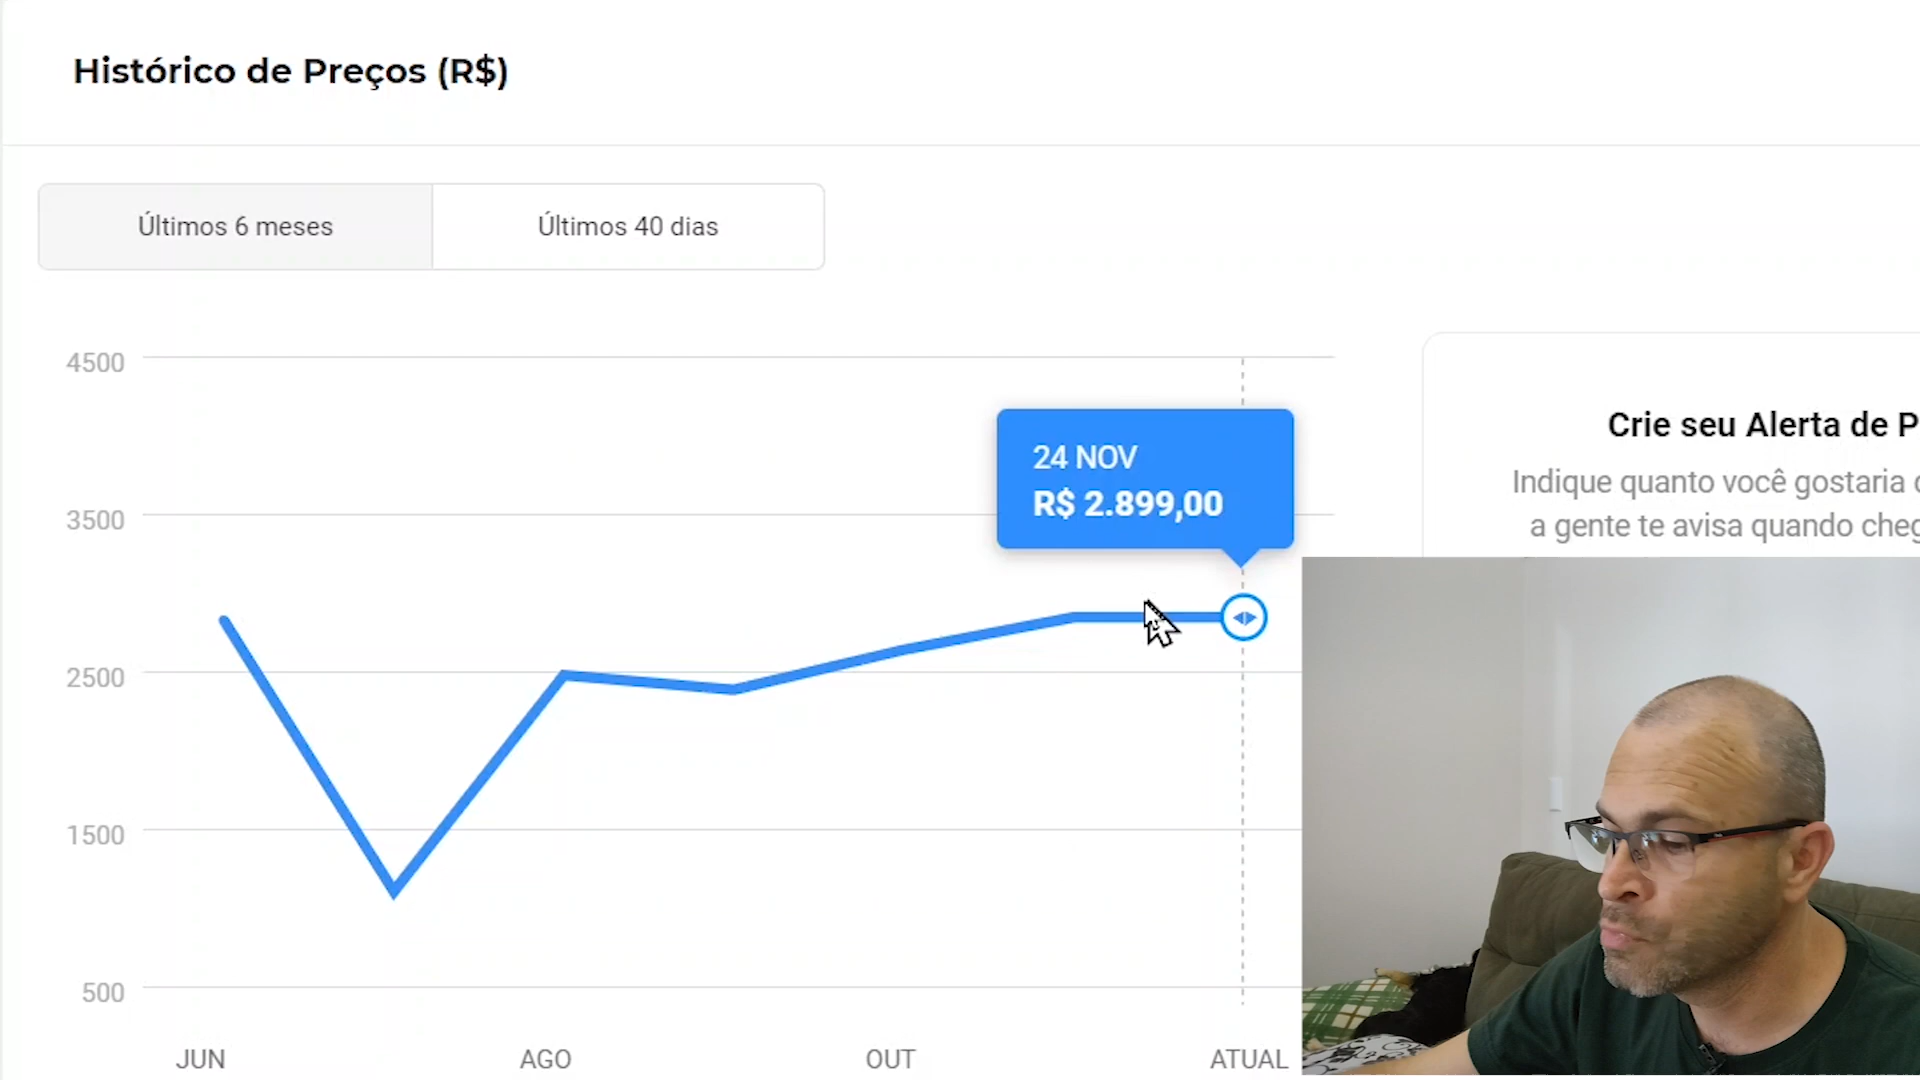 Histórico de Preços (R$)
Últimos 6 meses
Últimos 40 dias
4500
3500
2500
1500
500
24 NOV
R$ 2.899,00
JUN
AGO
OUT
ATUAL
Crie seu Alerta de P
Indique quanto você gostaria
a gente te avisa quando cheg